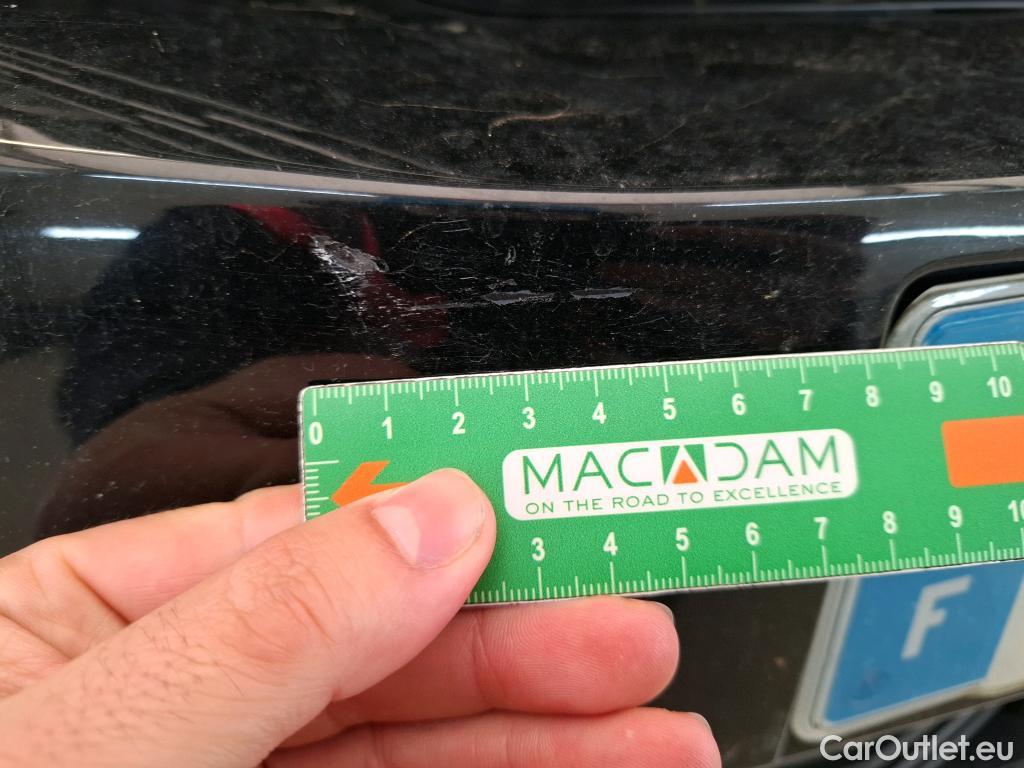 0 1 2 3 4 5 6 7 8 9 10
MACADAM
ON THE ROAD TO EXCELLENCE
3 4 5 6 7 8 9 10
F
CarOutlet.eu